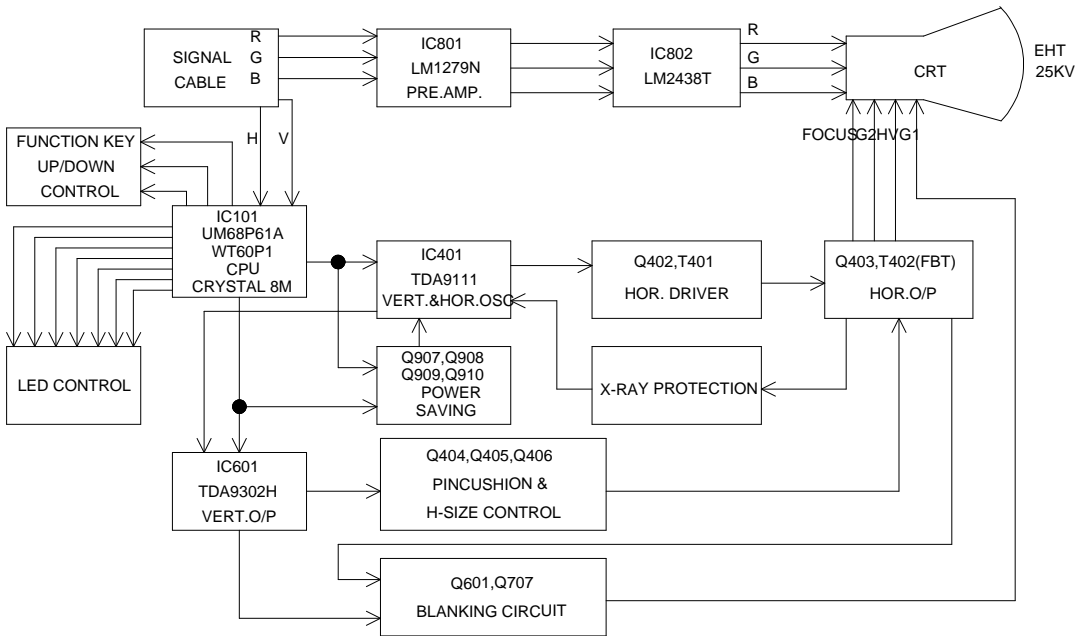 R
G
B
SIGNAL
CABLE
IC801
LM1279N
PRE.AMP.
IC802
LM2438T
R
G
B
CRT
EHT
25KV
H
V
FOCUS
G2
HV
G1
FUNCTION KEY
UP/DOWN
CONTROL
IC101
UM68P61A
WT60P1
CPU
CRYSTAL 8M
IC401
TDA9111
VERT.&HOR.OSC
Q402,T401
HOR. DRIVER
Q403,T402(FBT)
HOR.O/P
LED CONTROL
Q907,Q908
Q909,Q910
POWER
SAVING
X-RAY PROTECTION
IC601
TDA9302H
VERT.O/P
Q404,Q405,Q406
PINCUSHION &
H-SIZE CONTROL
Q601,Q707
BLANKING CIRCUIT